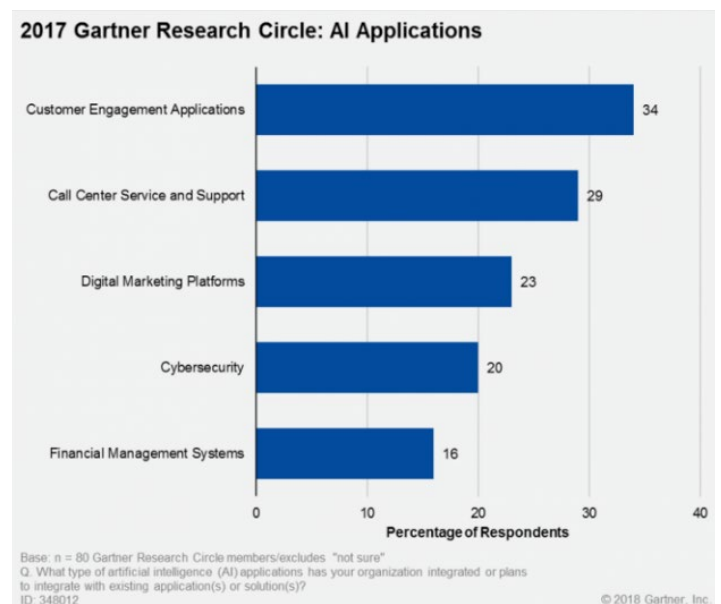 2017 Gartner Research Circle: AI Applications
Customer Engagement Applications 34
Call Center Service and Support 29
Digital Marketing Platforms 23
Cybersecurity 20
Financial Management Systems 16
0 10 20 30 40
Percentage of Respondents
Base: n = 80 Gartner Research Circle members/excludes "not sure"
Q. What type of artificial intelligence (AI) applications has your organization integrated or plans
to integrate with existing application(s) or solution(s)?
ID: 348012 © 2018 Gartner, Inc.